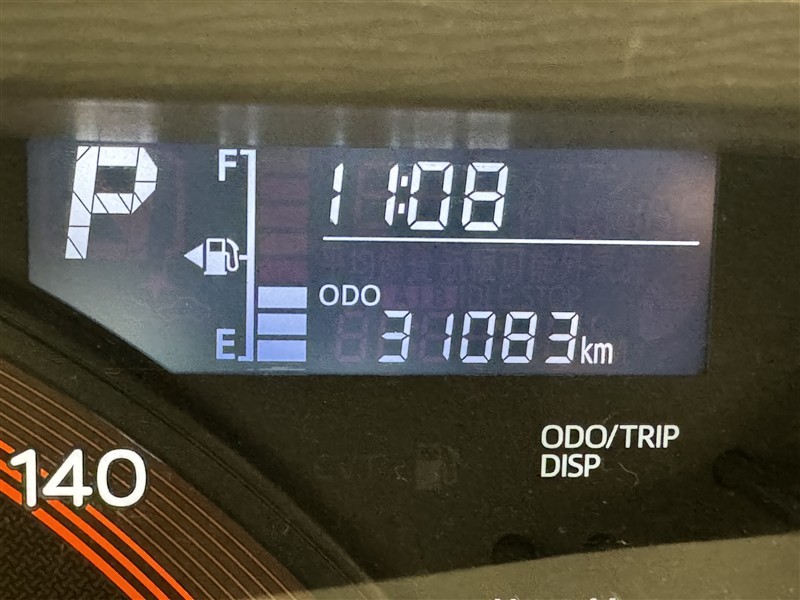 P
F
11:08
ODO
E
31083km
ODO/TRIP
DISP
140